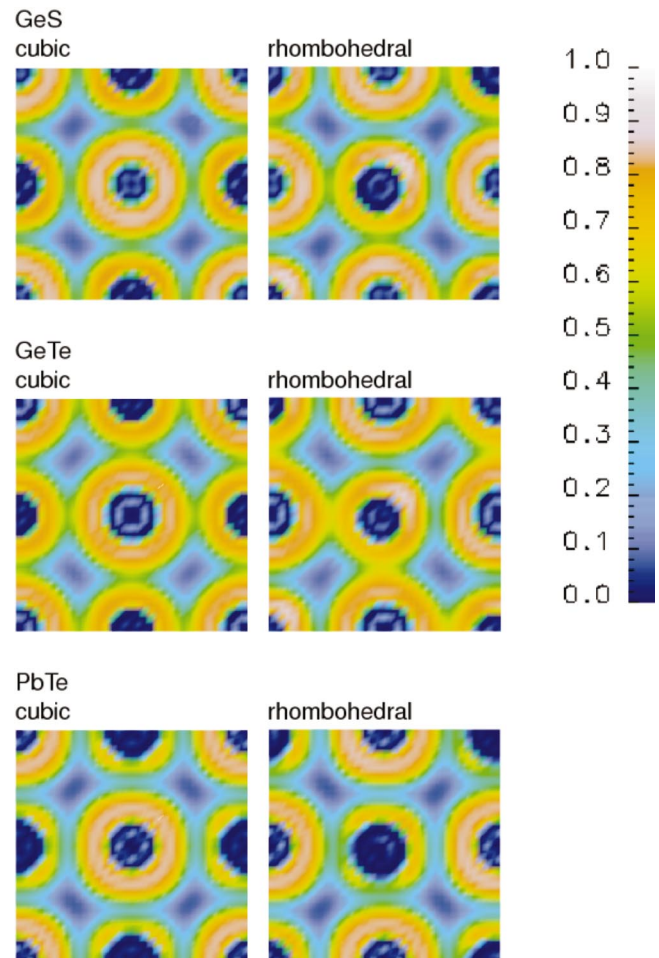 GeS
cubic
rhombohedral
GeTe
cubic
rhombohedral
PbTe
cubic
rhombohedral
1.0
0.9
0.8
0.7
0.6
0.5
0.4
0.3
0.2
0.1
0.0